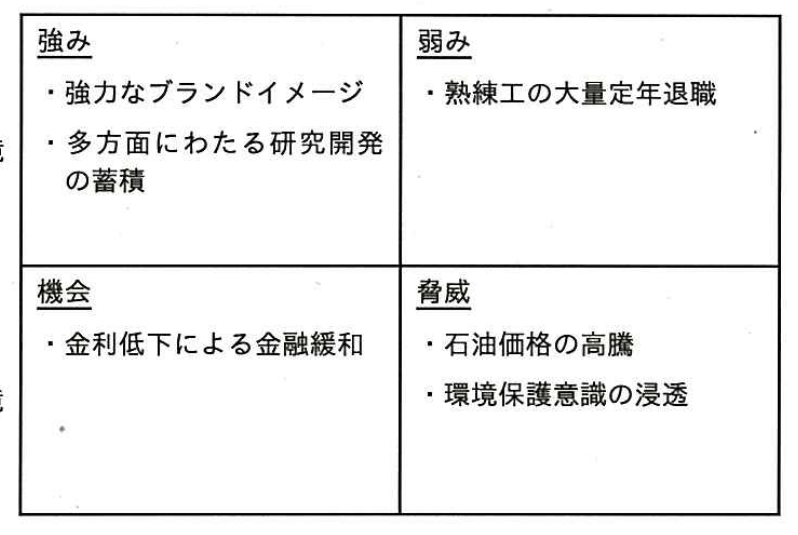 強み
・強力なブランドイメージ
・多方面にわたる研究開発
の蓄積
弱み
・熟練工の大量定年退職
機会
・金利低下による金融緩和
脅威
・石油価格の高騰
・環境保護意識の浸透